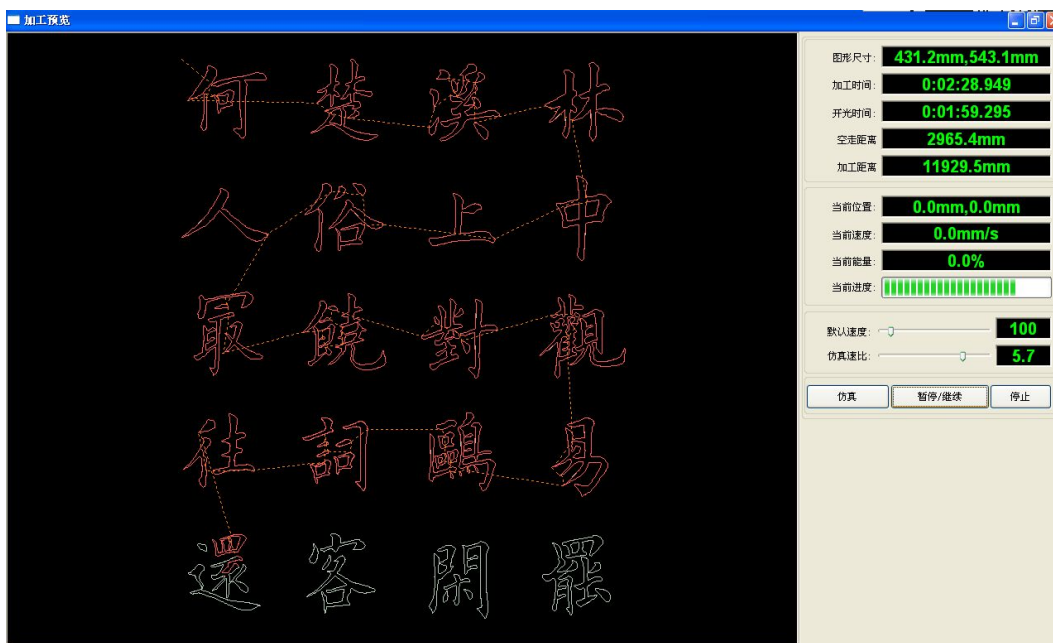 加工预览
林中觀易罷
溪上對鷗閑
楚俗饒詞客
何人最往還
图形尺寸: 431.2mm,543.1mm
加工时间: 0:02:28.949
开光时间: 0:01:59.295
空走距离 2965.4mm
加工距离 11929.5mm
当前位置: 0.0mm,0.0mm
当前速度: 0.0mm/s
当前能量: 0.0%
当前进度:
默认速度: 100
仿真速比: 5.7
仿真 暂停/继续 停止